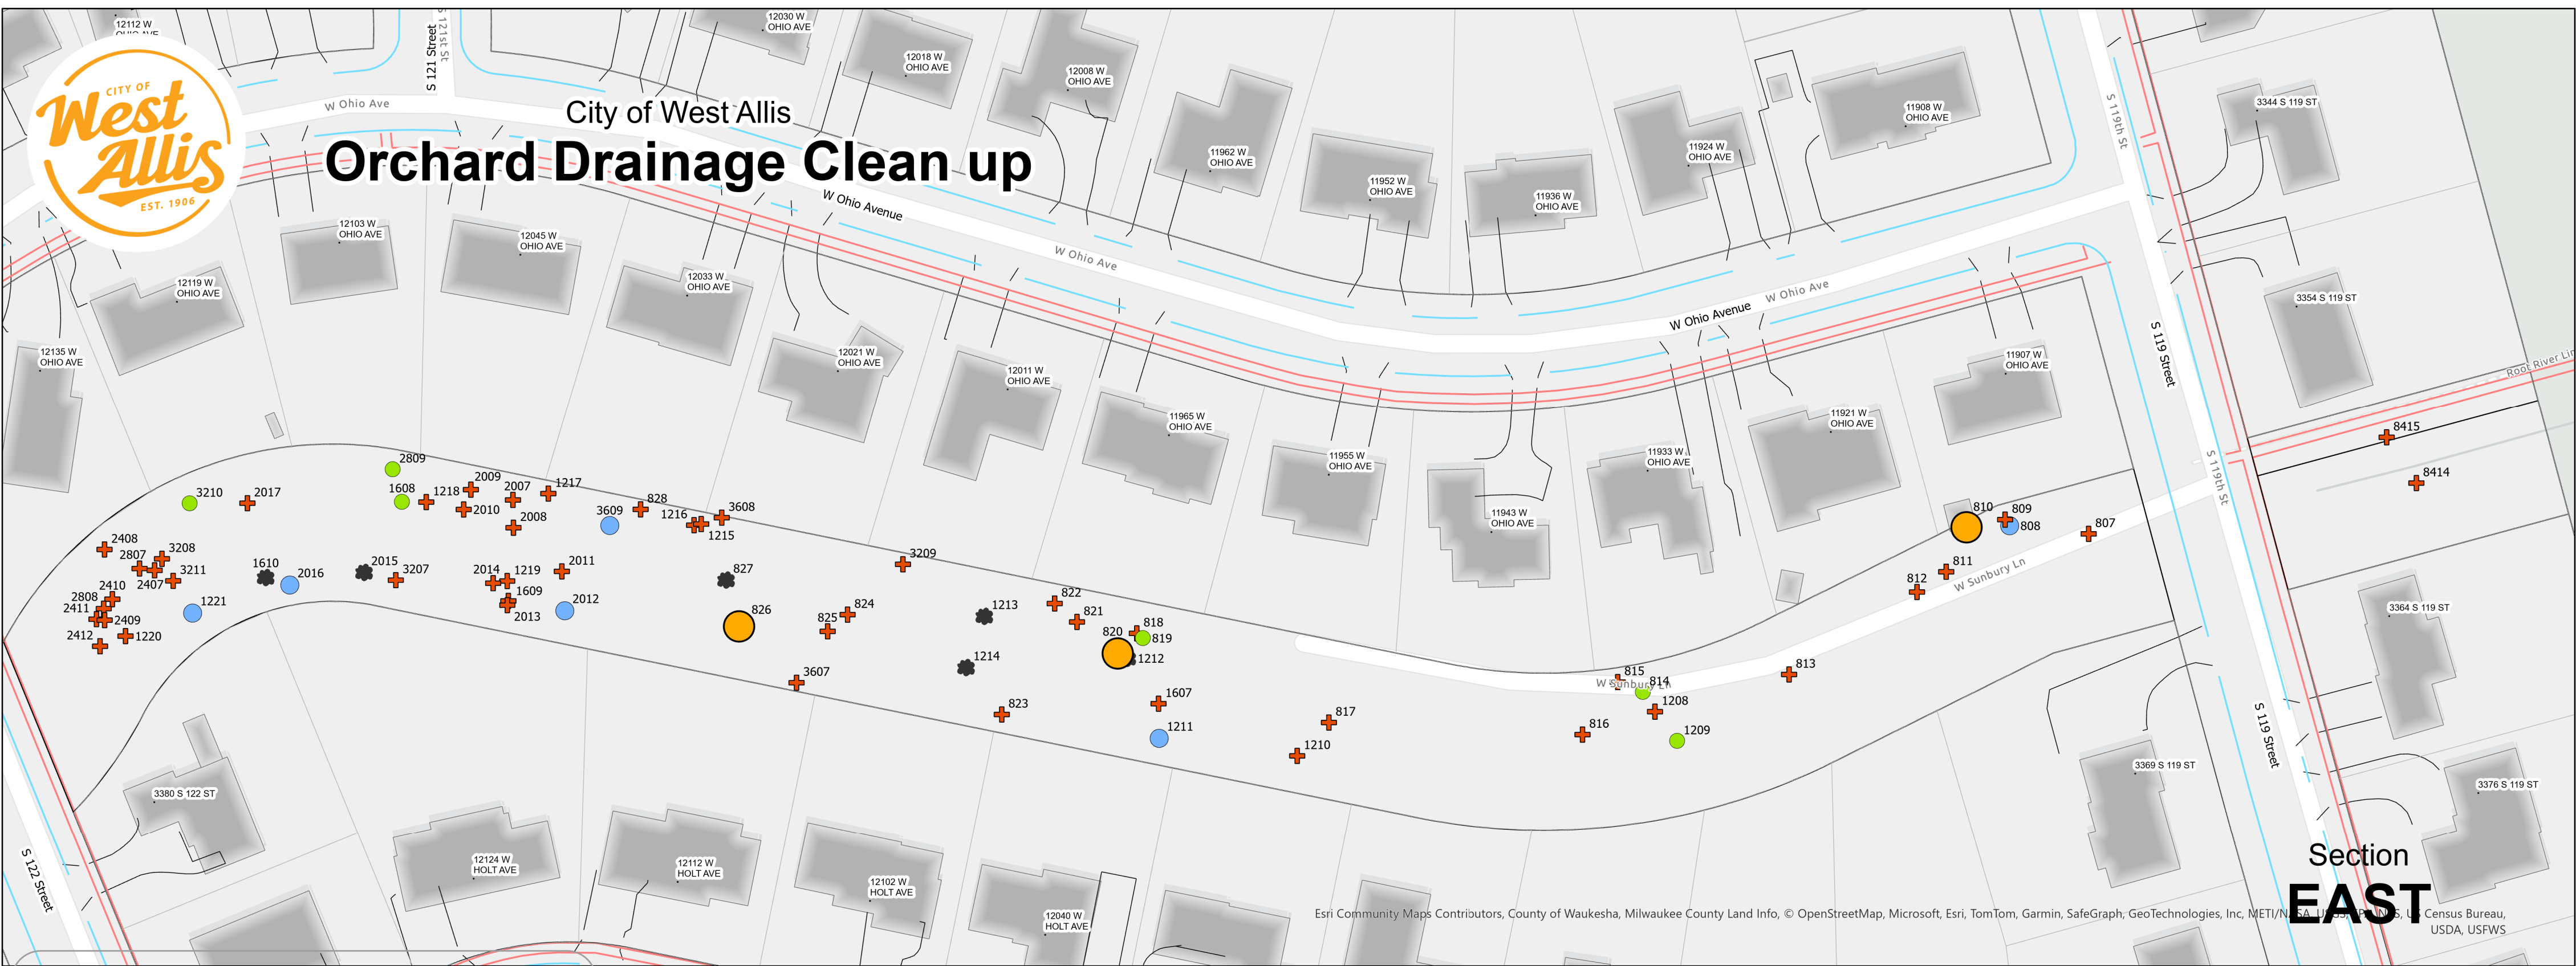 12112 W
OHIO AVE
CITY OF
West
Allis
EST. 1906
S 121 Street
S 121st St
12030 W
OHIO AVE
12018 W
OHIO AVE
12008 W
OHIO AVE
W Ohio Ave
City of West Allis
Orchard Drainage Clean up
11962 W
OHIO AVE
11952 W
OHIO AVE
11936 W
OHIO AVE
11924 W
OHIO AVE
11908 W
OHIO AVE
S 119th St
3344 S 119 ST
W Ohio Avenue
W Ohio Ave
12103 W
OHIO AVE
12045 W
OHIO AVE
12033 W
OHIO AVE
12119 W
OHIO AVE
W Ohio Avenue
W Ohio Ave
3354 S 119 ST
S 119 Street
12135 W
OHIO AVE
12021 W
OHIO AVE
12011 W
OHIO AVE
11965 W
OHIO AVE
11955 W
OHIO AVE
11943 W
OHIO AVE
11933 W
OHIO AVE
11921 W
OHIO AVE
11907 W
OHIO AVE
Root River Lin
8415
8414
S 119th St
2809
3210
2017
1608
1218
2009
2010
2007
2008
1217
3609
828
1216
1215
3608
2408
2807
3208
2407
3211
2410
2808
2411
2409
2412
1220
1221
1610
2016
2015
3207
2014
1219
1609
2013
2011
2012
827
826
825
824
3607
3209
1213
1214
823
822
821
820
818
819
1212
1607
1211
817
1210
815
814
W Sunbury Ln
816
1208
1209
813
812
811
810
809
808
807
W Sunbury Ln
3364 S 119 ST
3369 S 119 ST
S 119 Street
3376 S 119 ST
3380 S 122 ST
S 122 Street
12124 W
HOLT AVE
12112 W
HOLT AVE
12102 W
HOLT AVE
12040 W
HOLT AVE
Section
EAST
Esri Community Maps Contributors, County of Waukesha, Milwaukee County Land Info, © OpenStreetMap, Microsoft, Esri, TomTom, Garmin, SafeGraph, GeoTechnologies, Inc, METI/NASA, USGS, EPA, NPS, US Census Bureau,
USDA, USFWS